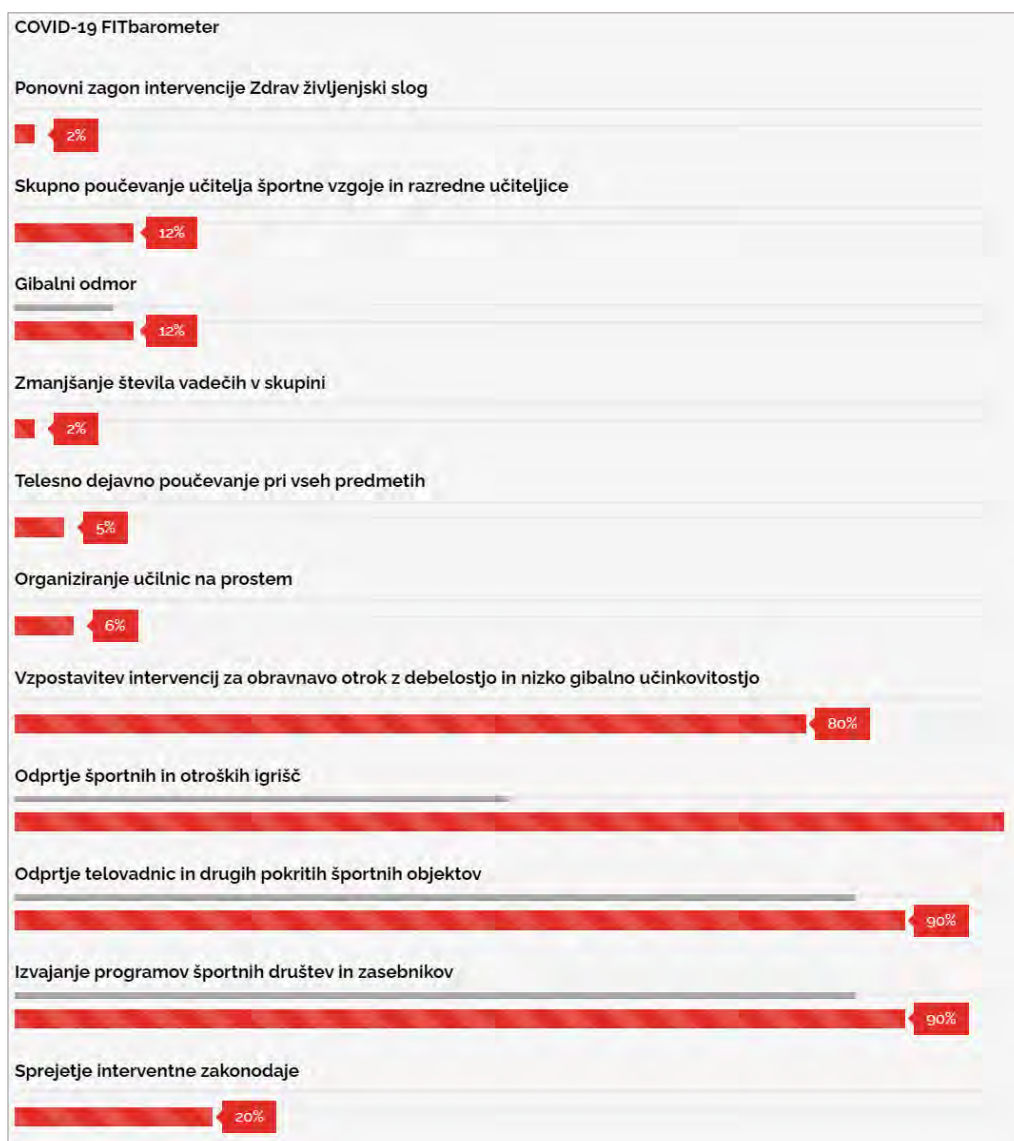 COVID-19 FITbarometer
Ponovni zagon intervencije Zdrav življenjski slog
2%
Skupno poučevanje učitelja športne vzgoje in razredne učiteljice
12%
Gibalni odmor
12%
Zmanjšanje števila vadečih v skupini
2%
Telesno dejavno poučevanje pri vseh predmetih
5%
Organiziranje učilnic na prostem
6%
Vzpostavitev intervencij za obravnavo otrok z debelostjo in nizko gibalno učinkovitostjo
80%
Odprtje športnih in otroških igrišč
Odprtje telovadnic in drugih pokritih športnih objektov
90%
Izvajanje programov športnih društev in zasebnikov
90%
Sprejetje interventne zakonodaje
20%